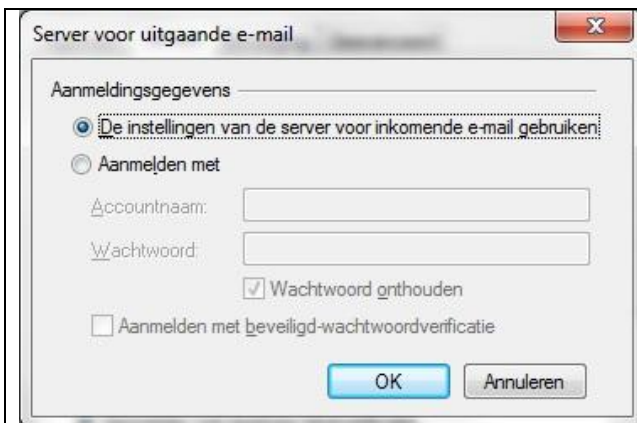 Server voor uitgaande e-mail
Aanmeldingsgegevens
De instellingen van de server voor inkomende e-mail gebruiken
Aanmelden met
Accountnaam:
Wachtwoord:
Wachtwoord onthouden
Aanmelden met beveiligd-wachtwoordverificatie
OK
Annuleren